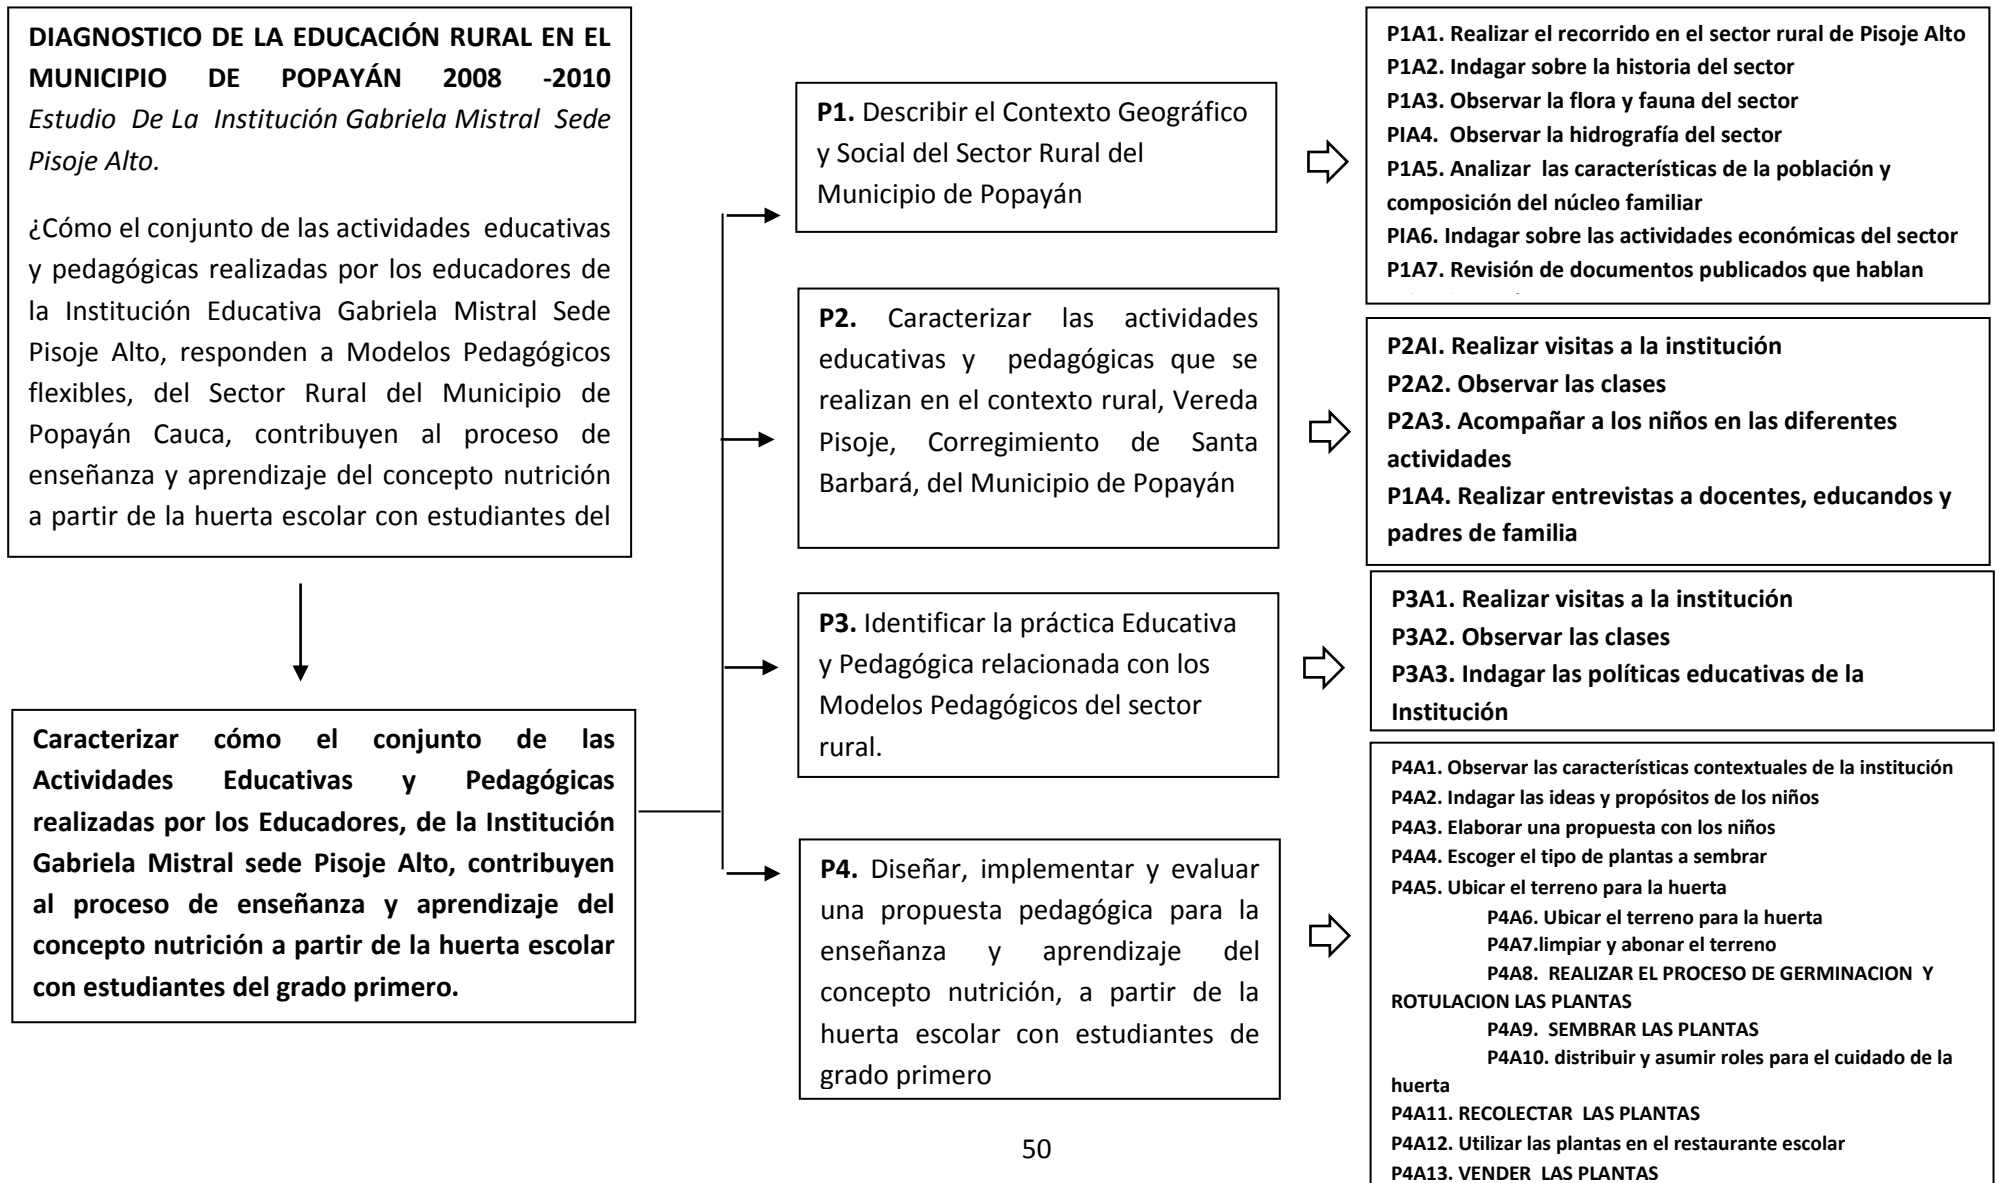 DIAGNOSTICO DE LA EDUCACIÓN RURAL EN EL
MUNICIPIO DE POPAYÁN 2008 -2010
Estudio De La Institución Gabriela Mistral Sede
Pisoje Alto.
¿Cómo el conjunto de las actividades educativas
y pedagógicas realizadas por los educadores de
la Institución Educativa Gabriela Mistral Sede
Pisoje Alto, responden a Modelos Pedagógicos
flexibles, del Sector Rural del Municipio de
Popayán Cauca, contribuyen al proceso de
enseñanza y aprendizaje del concepto nutrición
a partir de la huerta escolar con estudiantes del
Caracterizar cómo el conjunto de las
Actividades Educativas y Pedagógicas
realizadas por los Educadores, de la Institución
Gabriela Mistral sede Pisoje Alto, contribuyen
al proceso de enseñanza y aprendizaje del
concepto nutrición a partir de la huerta escolar
con estudiantes del grado primero.
P1. Describir el Contexto Geográfico
y Social del Sector Rural del
Municipio de Popayán
P2. Caracterizar las actividades
educativas y pedagógicas que se
realizan en el contexto rural, Vereda
Pisoje, Corregimiento de Santa
Barbará, del Municipio de Popayán
P3. Identificar la práctica Educativa
y Pedagógica relacionada con los
Modelos Pedagógicos del sector
rural.
P4. Diseñar, implementar y evaluar
una propuesta pedagógica para la
enseñanza y aprendizaje del
concepto nutrición, a partir de la
huerta escolar con estudiantes de
grado primero
P1A1. Realizar el recorrido en el sector rural de Pisoje Alto
P1A2. Indagar sobre la historia del sector
P1A3. Observar la flora y fauna del sector
PIA4. Observar la hidrografía del sector
P1A5. Analizar las características de la población y
composición del núcleo familiar
PIA6. Indagar sobre las actividades económicas del sector
P1A7. Revisión de documentos publicados que hablan
P2AI. Realizar visitas a la institución
P2A2. Observar las clases
P2A3. Acompañar a los niños en las diferentes
actividades
P1A4. Realizar entrevistas a docentes, educandos y
padres de familia
P3A1. Realizar visitas a la institución
P3A2. Observar las clases
P3A3. Indagar las políticas educativas de la
Institución
P4A1. Observar las características contextuales de la institución
P4A2. Indagar las ideas y propósitos de los niños
P4A3. Elaborar una propuesta con los niños
P4A4. Escoger el tipo de plantas a sembrar
P4A5. Ubicar el terreno para la huerta
P4A6. Ubicar el terreno para la huerta
P4A7.limpiar y abonar el terreno
P4A8. REALIZAR EL PROCESO DE GERMINACION Y
ROTULACION LAS PLANTAS
P4A9. SEMBRAR LAS PLANTAS
P4A10. distribuir y asumir roles para el cuidado de la
huerta
P4A11. RECOLECTAR LAS PLANTAS
P4A12. Utilizar las plantas en el restaurante escolar
P4A13. VENDER LAS PLANTAS
50